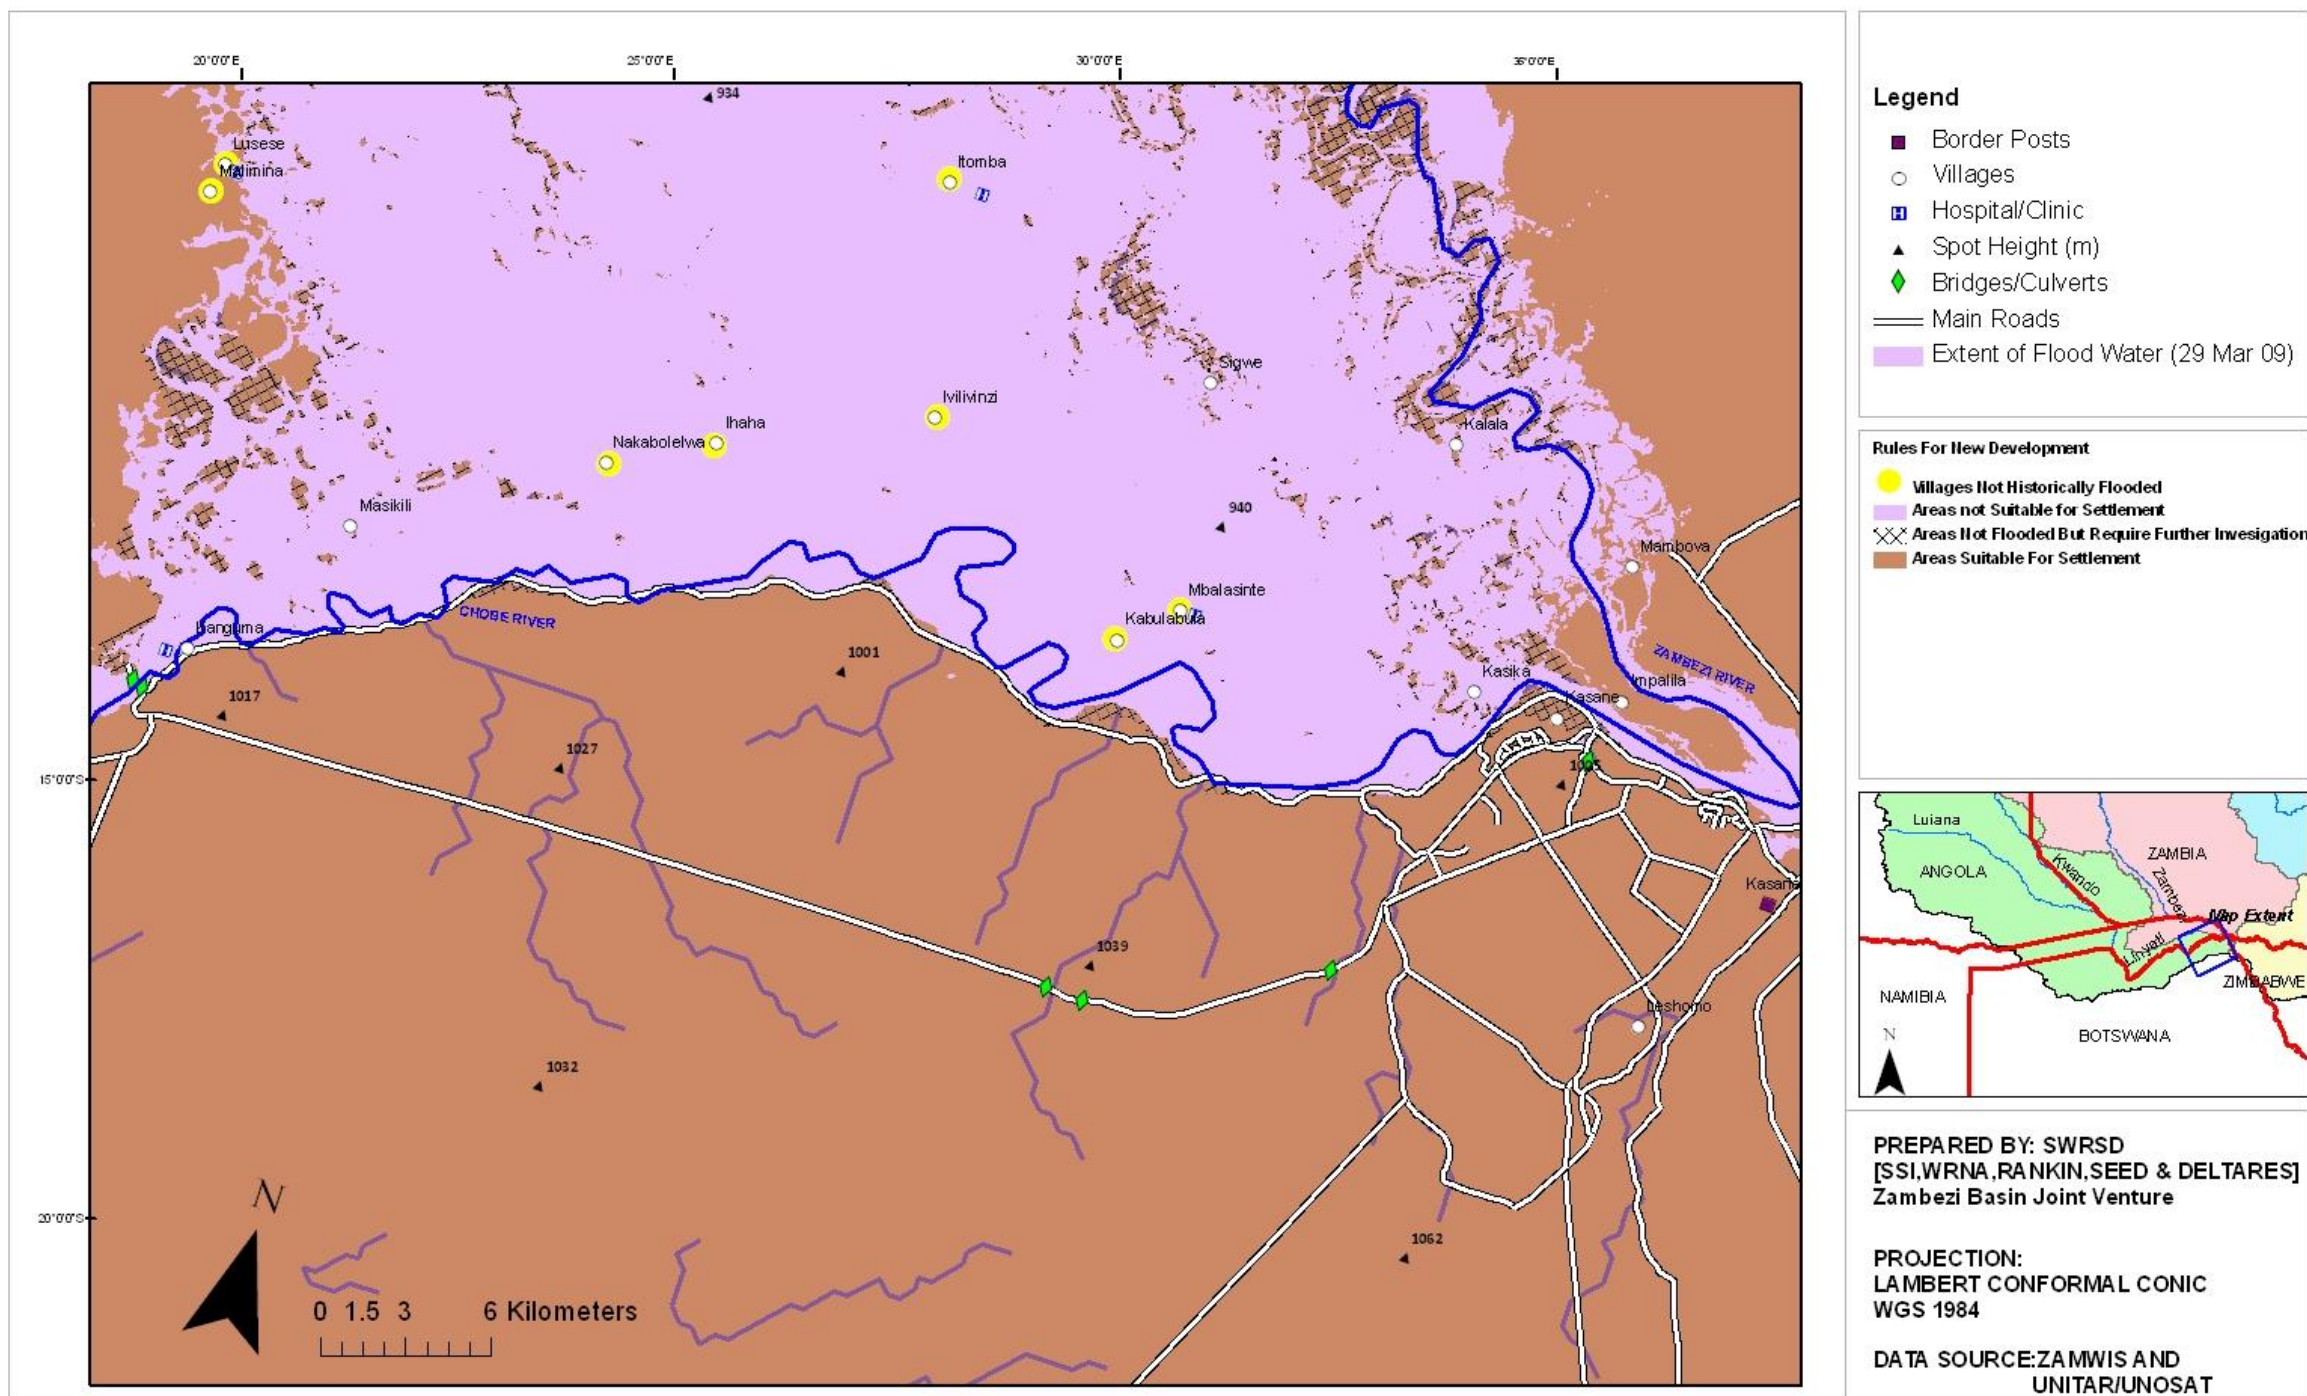 20°0'0"E
25°0'0"E
30°0'0"E
35°0'0"E
934
Lusese
Malimina
Itomba
Sigwe
Ivilivinzi
Ihaha
Nakabolelwa
Kalala
Masikili
940
Mambova
Mbalasinte
CHOBE RIVER
Kabulabula
1001
ZAMBEZI RIVER
Kasika
Impalila
Kasane
1017
1027
15°0'0"S
1005
Kasane
1039
Leshomo
1032
20°0'0"S
N
1062
0 1.5 3 6 Kilometers
Legend
Border Posts
Villages
Hospital/Clinic
Spot Height (m)
Bridges/Culverts
Main Roads
Extent of Flood Water (29 Mar 09)
Rules For New Development
Villages Not Historically Flooded
Areas not Suitable for Settlement
Areas Not Flooded But Require Further Invesigation
Areas Suitable For Settlement
Luiana
ZAMBIA
Kwando
ANGOLA
Zambezi
Map Extent
Linyati
ZIMBABWE
NAMIBIA
N
BOTSWANA
PREPARED BY: SWRSD
[SSI,WRNA,RANKIN,SEED & DELTARES]
Zambezi Basin Joint Venture
PROJECTION:
LAMBERT CONFORMAL CONIC
WGS 1984
DATA SOURCE:ZAMWIS AND
UNITAR/UNOSAT